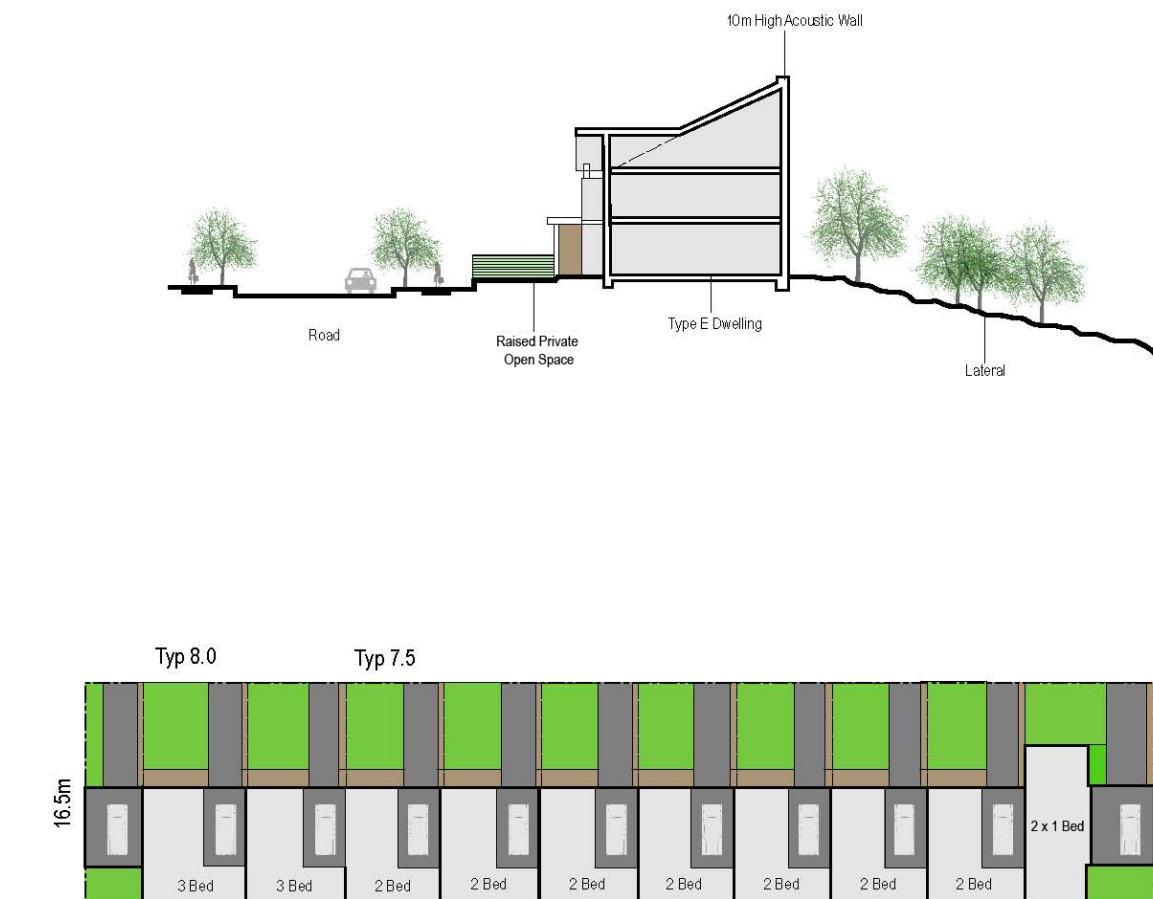 10m High Acoustic Wall
Road
Raised Private
Open Space
Type E Dwelling
Lateral
Typ 8.0
Typ 7.5
16.5m
2 x 1 Bed
3 Bed
3 Bed
2 Bed
2 Bed
2 Bed
2 Bed
2 Bed
2 Bed
2 Bed